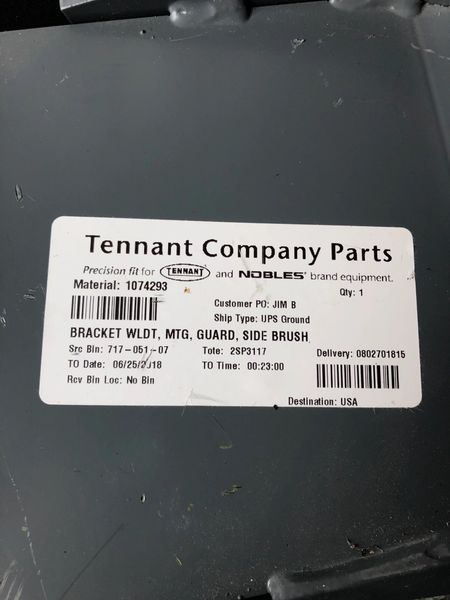 Tennant Company Parts
Precision fit for TENNANT and NOBLES® brand equipment.
Material: 1074293 Qty: 1
Customer PO: JIM B
Ship Type: UPS Ground
BRACKET WLDT, MTG, GUARD, SIDE BRUSH
Src Bin: 717-051-07 Tote: 2SP3117 Delivery: 0802701815
TO Date: 06/25/2018 TO Time: 00:23:00
Rcv Bin Loc: No Bin
Destination: USA